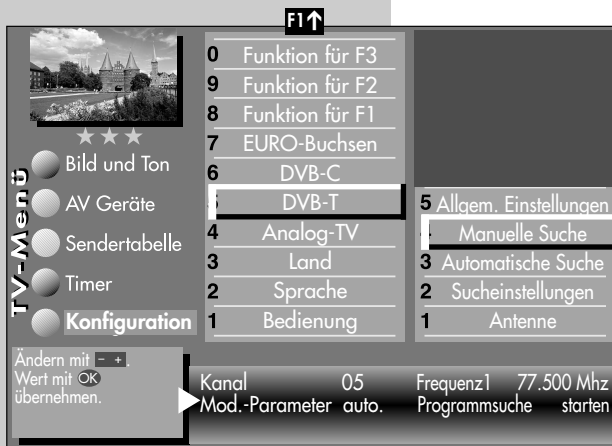 F1↑
0 Funktion für F3
9 Funktion für F2
8 Funktion für F1
7 EURO-Buchsen
6 DVB-C
DVB-T
4 Analog-TV
3 Land
2 Sprache
1 Bedienung
TV-Menü
Bild und Ton
AV Geräte
Sendertabelle
Timer
Konfiguration
5 Allgem. Einstellungen
Manuelle Suche
3 Automatische Suche
2 Sucheinstellungen
1 Antenne
Ändern mit - + .
Wert mit OK
übernehmen.
Kanal 05 Frequenz1 77.500 Mhz
Mod.-Parameter auto. Programmsuche starten